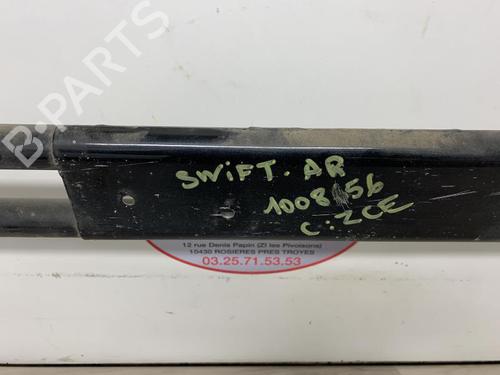 B-PARTS
SWIFT. AR
1008156
C:ZCE
12 rue Denis Papin (ZI les Pivoisons)
10430 ROSIERES PRES TROYES
03.25.71.53.53